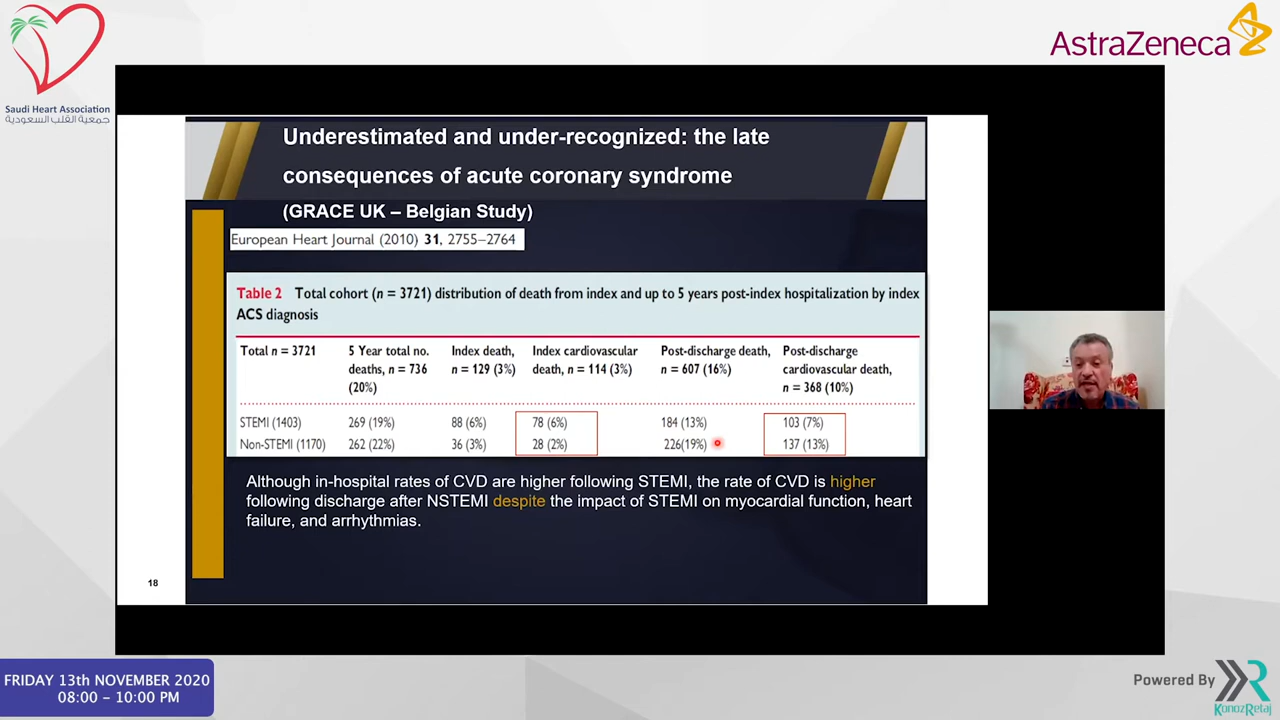 Saudi Heart Association
جمعية القلب السعودية
AstraZeneca
Underestimated and under-recognized: the late
consequences of acute coronary syndrome
(GRACE UK – Belgian Study)
European Heart Journal (2010) 31, 2755–2764
Table 2 Total cohort (n = 3721) distribution of death from index and up to 5 years post-index hospitalization by index
ACS diagnosis
Total n = 3721 5 Year total no. Index death, Index cardiovascular Post-discharge death, Post-discharge
deaths, n = 736 n = 129 (3%) death, n = 114 (3%) n = 607 (16%) cardiovascular death,
(20%) n = 368 (10%)
STEMI (1403) 269 (19%) 88 (6%) 78 (6%) 184 (13%) 103 (7%)
Non-STEMI (1170) 262 (22%) 36 (3%) 28 (2%) 226(19%) 137 (13%)
Although in-hospital rates of CVD are higher following STEMI, the rate of CVD is higher
following discharge after NSTEMI despite the impact of STEMI on myocardial function, heart
failure, and arrhythmias.
18
FRIDAY 13th NOVEMBER 2020
08:00 – 10:00 PM
Powered By
KonozRetaj